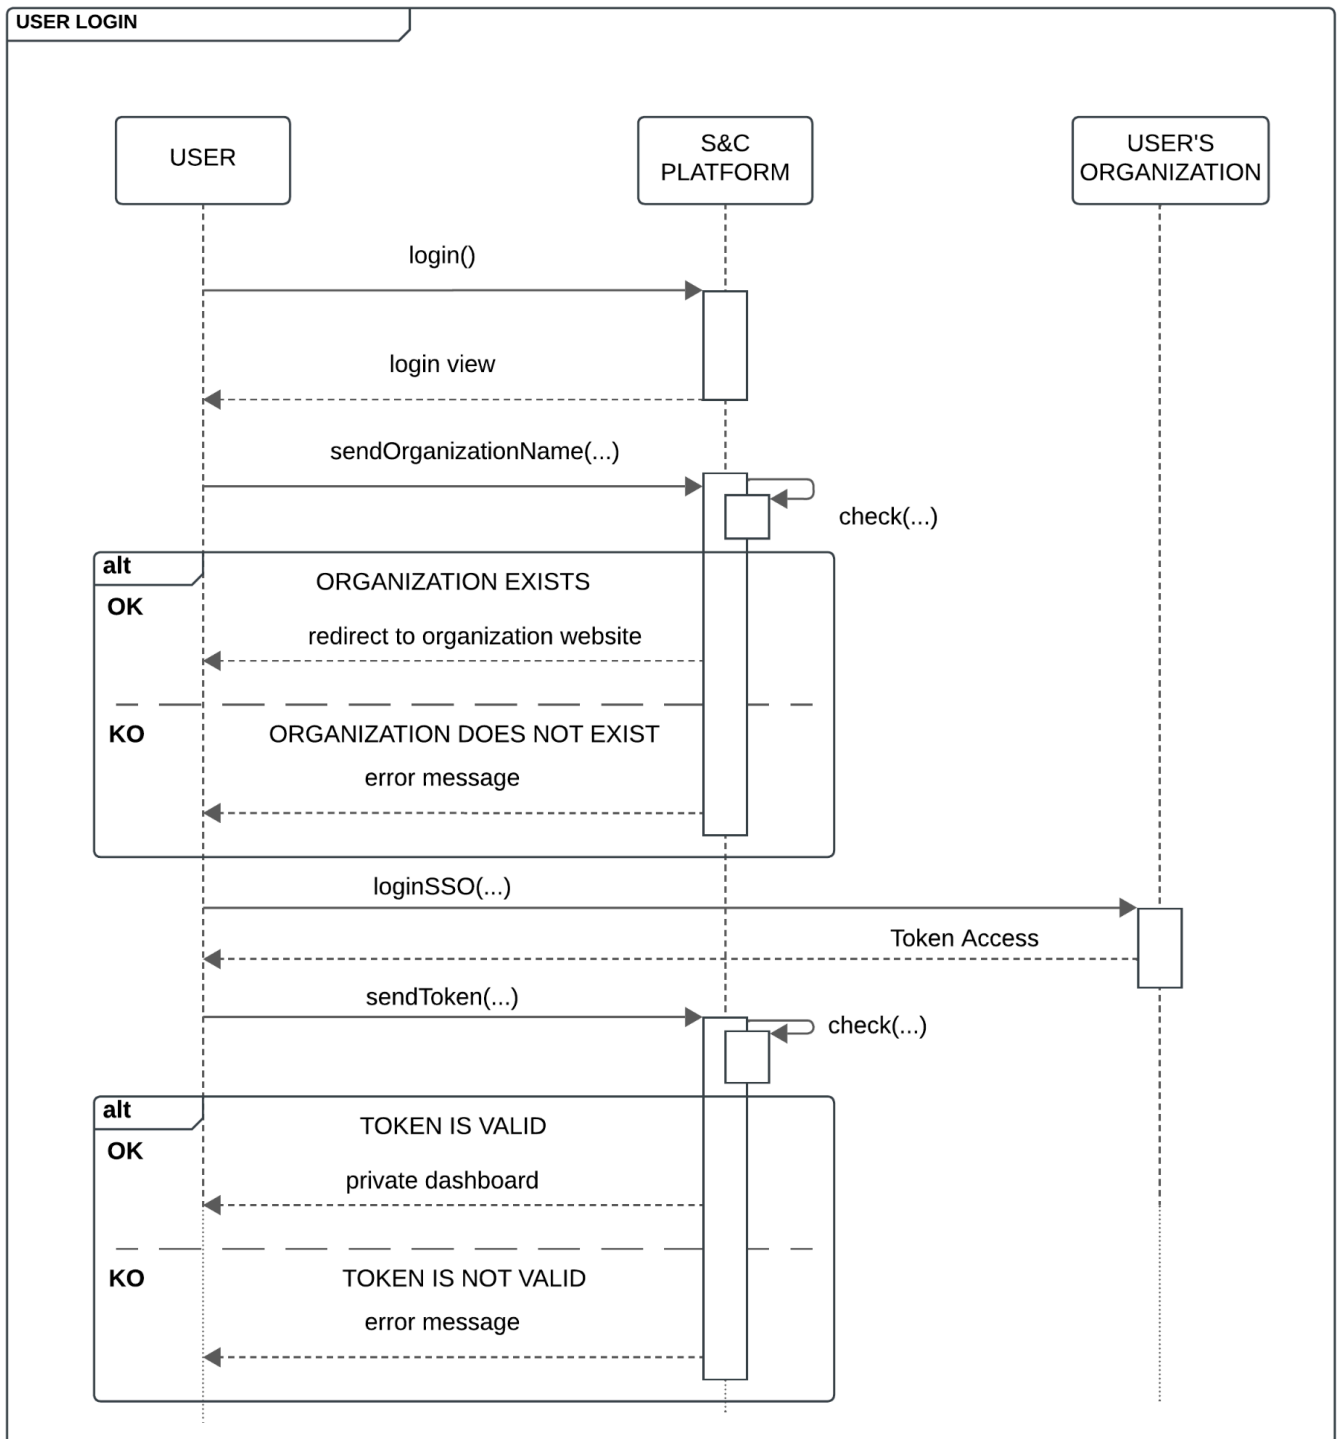 USER LOGIN
USER
S&C
PLATFORM
USER'S
ORGANIZATION
login()
login view
sendOrganizationName(...)
check(...)
alt
ORGANIZATION EXISTS
OK
redirect to organization website
KO
ORGANIZATION DOES NOT EXIST
error message
loginSSO(...)
Token Access
sendToken(...)
check(...)
alt
TOKEN IS VALID
OK
private dashboard
KO
TOKEN IS NOT VALID
error message